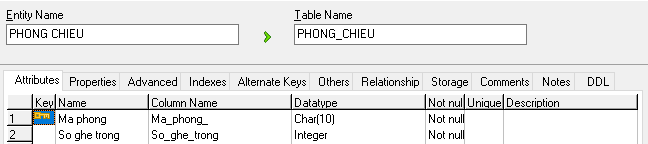 Entity Name Table Name
PHONG CHIEU PHONG_CHIEU
Attributes Properties Advanced Indexes Alternate Keys Others Relationship Storage Comments Notes DDL
Key Name Column Name Datatype Not nul Unique Description
1 Ma phong Ma_phong_ Char(10) Not null
2 So ghe trong So_ghe_trong Integer Not null